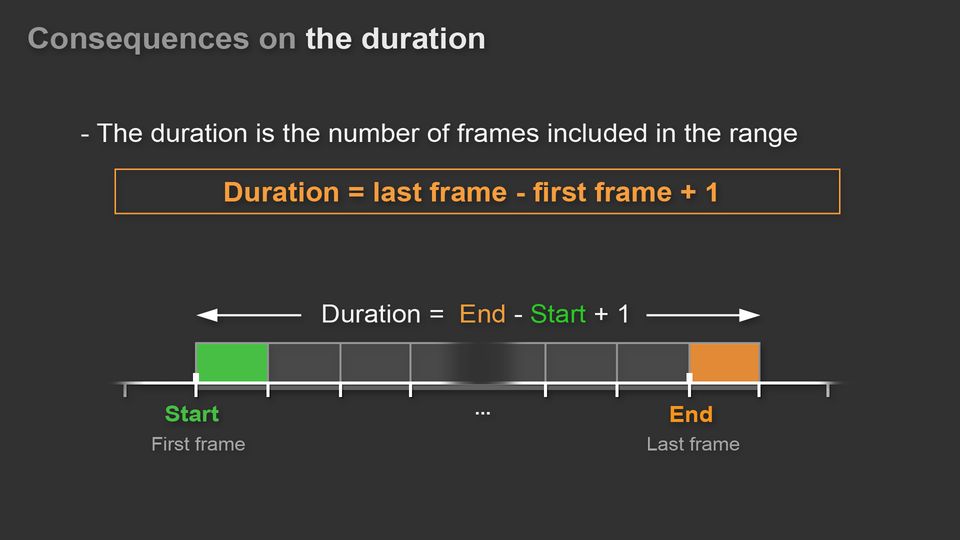 Consequences on the duration
- The duration is the number of frames included in the range
Duration = last frame - first frame + 1
Duration = End - Start + 1
Start ... End
First frame Last frame